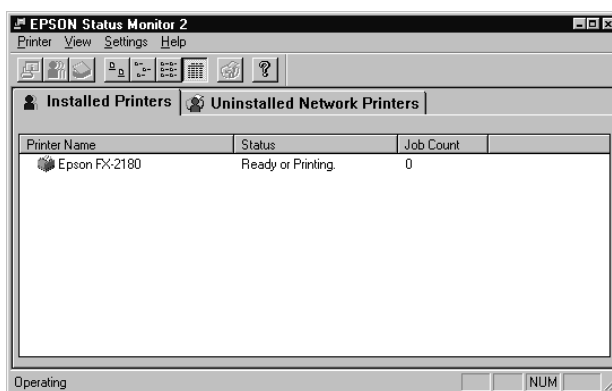 EPSON Status Monitor 2
Printer View Settings Help
Installed Printers Uninstalled Network Printers
Printer Name Status Job Count
Epson FX-2180 Ready or Printing. 0
Operating NUM